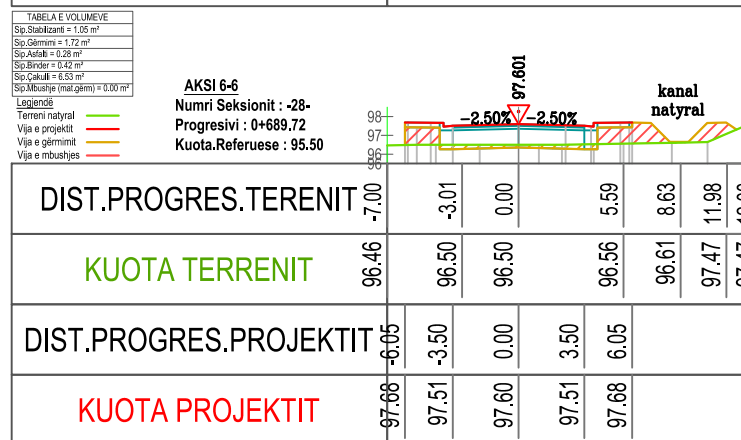 TABELA E VOLUMEVE
Sip.Stabilizanti = 1.05 m²
Sip.Gërmimi = 1.72 m²
Sip.Asfalti = 0.28 m²
Sip.Binder = 0.42 m²
Sip.Çakulli = 6.53 m²
Sip.Mbushje (mat.gërm) = 0.00 m²
Legjendë
Terreni natyral
Vija e projektit
Vija e gërmimit
Vija e mbushjes
AKSI 6-6
Numri Seksionit : -28-
Progresivi : 0+689.72
Kuota.Referuese : 95.50
97.601
-2.50% -2.50%
kanal
natyral
98
97
96
DIST.PROGRES.TERENIT -7.00 -3.01 0.00 5.59 8.63 11.98
KUOTA TERRENIT 96.46 96.50 96.50 96.56 96.61 97.47
DIST.PROGRES.PROJEKTIT -6.05 -3.50 0.00 3.50 6.05
KUOTA PROJEKTIT 97.68 97.51 97.60 97.51 97.68